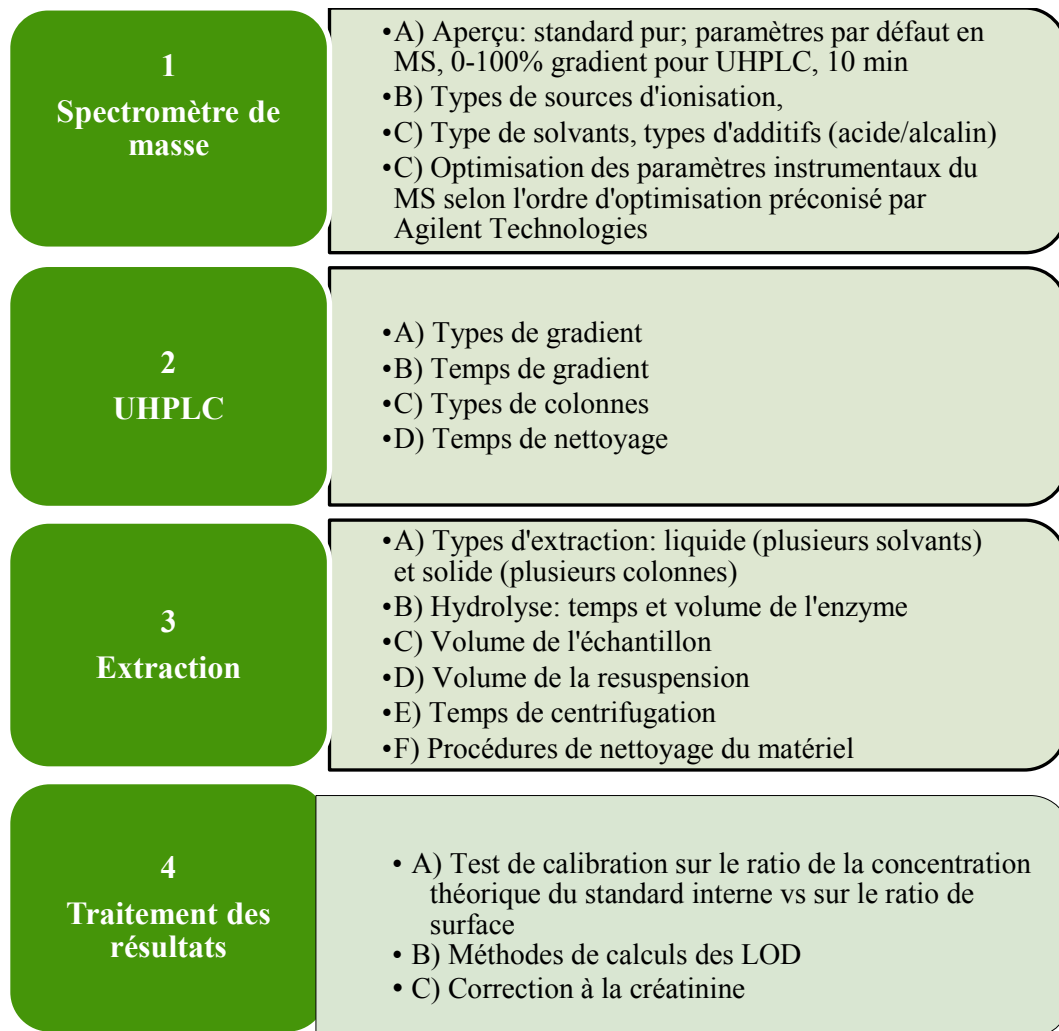 1
Spectromètre de
masse
•A) Aperçu: standard pur; paramètres par défaut en
MS, 0-100% gradient pour UHPLC, 10 min
•B) Types de sources d'ionisation,
•C) Type de solvants, types d'additifs (acide/alcalin)
•C) Optimisation des paramètres instrumentaux du
MS selon l'ordre d'optimisation préconisé par
Agilent Technologies
2
UHPLC
•A) Types de gradient
•B) Temps de gradient
•C) Types de colonnes
•D) Temps de nettoyage
3
Extraction
•A) Types d'extraction: liquide (plusieurs solvants)
et solide (plusieurs colonnes)
•B) Hydrolyse: temps et volume de l'enzyme
•C) Volume de l'échantillon
•D) Volume de la resuspension
•E) Temps de centrifugation
•F) Procédures de nettoyage du matériel
4
Traitement des
résultats
• A) Test de calibration sur le ratio de la concentration
théorique du standard interne vs sur le ratio de
surface
• B) Méthodes de calculs des LOD
• C) Correction à la créatinine